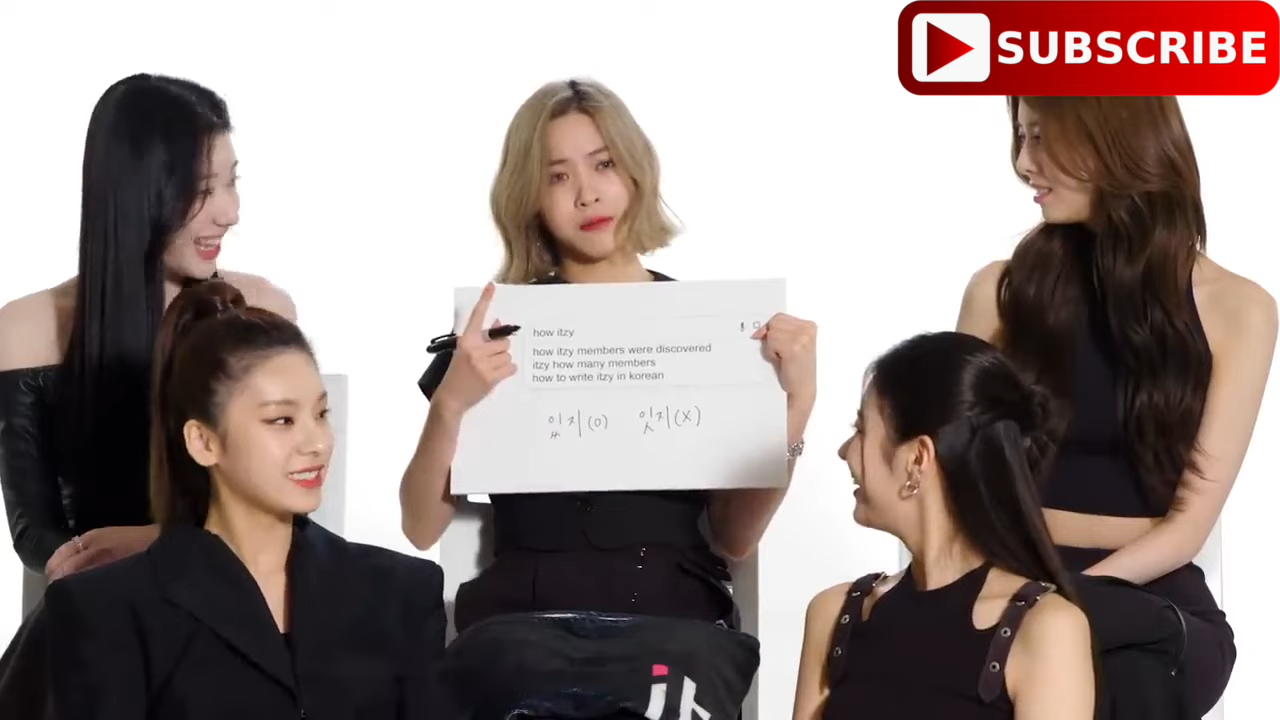 SUBSCRIBE
how itzy
how itzy members were discovered
itzy how many members
how to write itzy in korean
있지(O) 잇지(X)